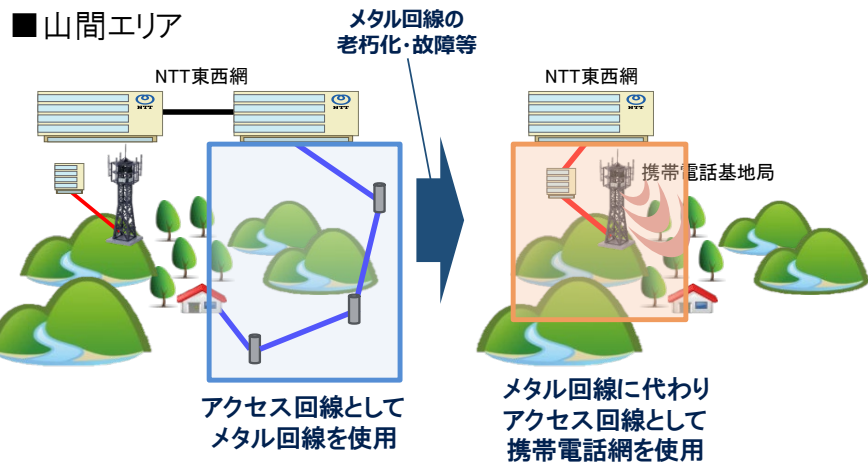 ■山間エリア
メタル回線の
老朽化・故障等
NTT東西網
NTT東西網
NTT
NTT
NTT
携帯電話基地局
アクセス回線として
メタル回線を使用
メタル回線に代わり
アクセス回線として
携帯電話網を使用